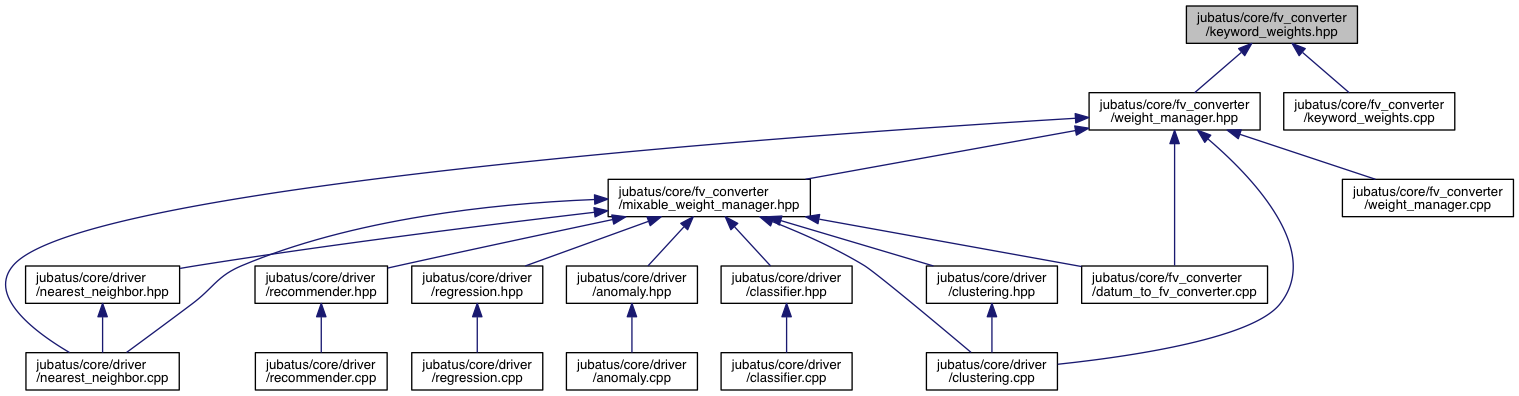 jubatus/core/fv_converter
/keyword_weights.hpp
jubatus/core/fv_converter
/weight_manager.hpp
jubatus/core/fv_converter
/keyword_weights.cpp
jubatus/core/fv_converter
/mixable_weight_manager.hpp
jubatus/core/fv_converter
/weight_manager.cpp
jubatus/core/driver
/nearest_neighbor.hpp
jubatus/core/driver
/recommender.hpp
jubatus/core/driver
/regression.hpp
jubatus/core/driver
/anomaly.hpp
jubatus/core/driver
/classifier.hpp
jubatus/core/driver
/clustering.hpp
jubatus/core/fv_converter
/datum_to_fv_converter.cpp
jubatus/core/driver
/nearest_neighbor.cpp
jubatus/core/driver
/recommender.cpp
jubatus/core/driver
/regression.cpp
jubatus/core/driver
/anomaly.cpp
jubatus/core/driver
/classifier.cpp
jubatus/core/driver
/clustering.cpp